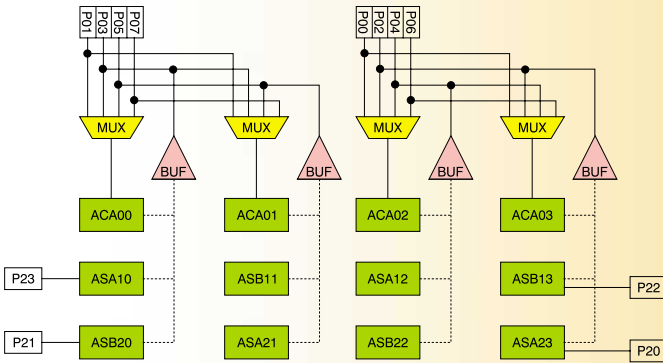 P01 P03 P05 P07 P00 P02 P04 P06
MUX MUX MUX MUX
BUF BUF BUF BUF
ACA00 ACA01 ACA02 ACA03
P23 ASA10 ASB11 ASA12 ASB13 P22
P21 ASB20 ASA21 ASB22 ASA23 P20